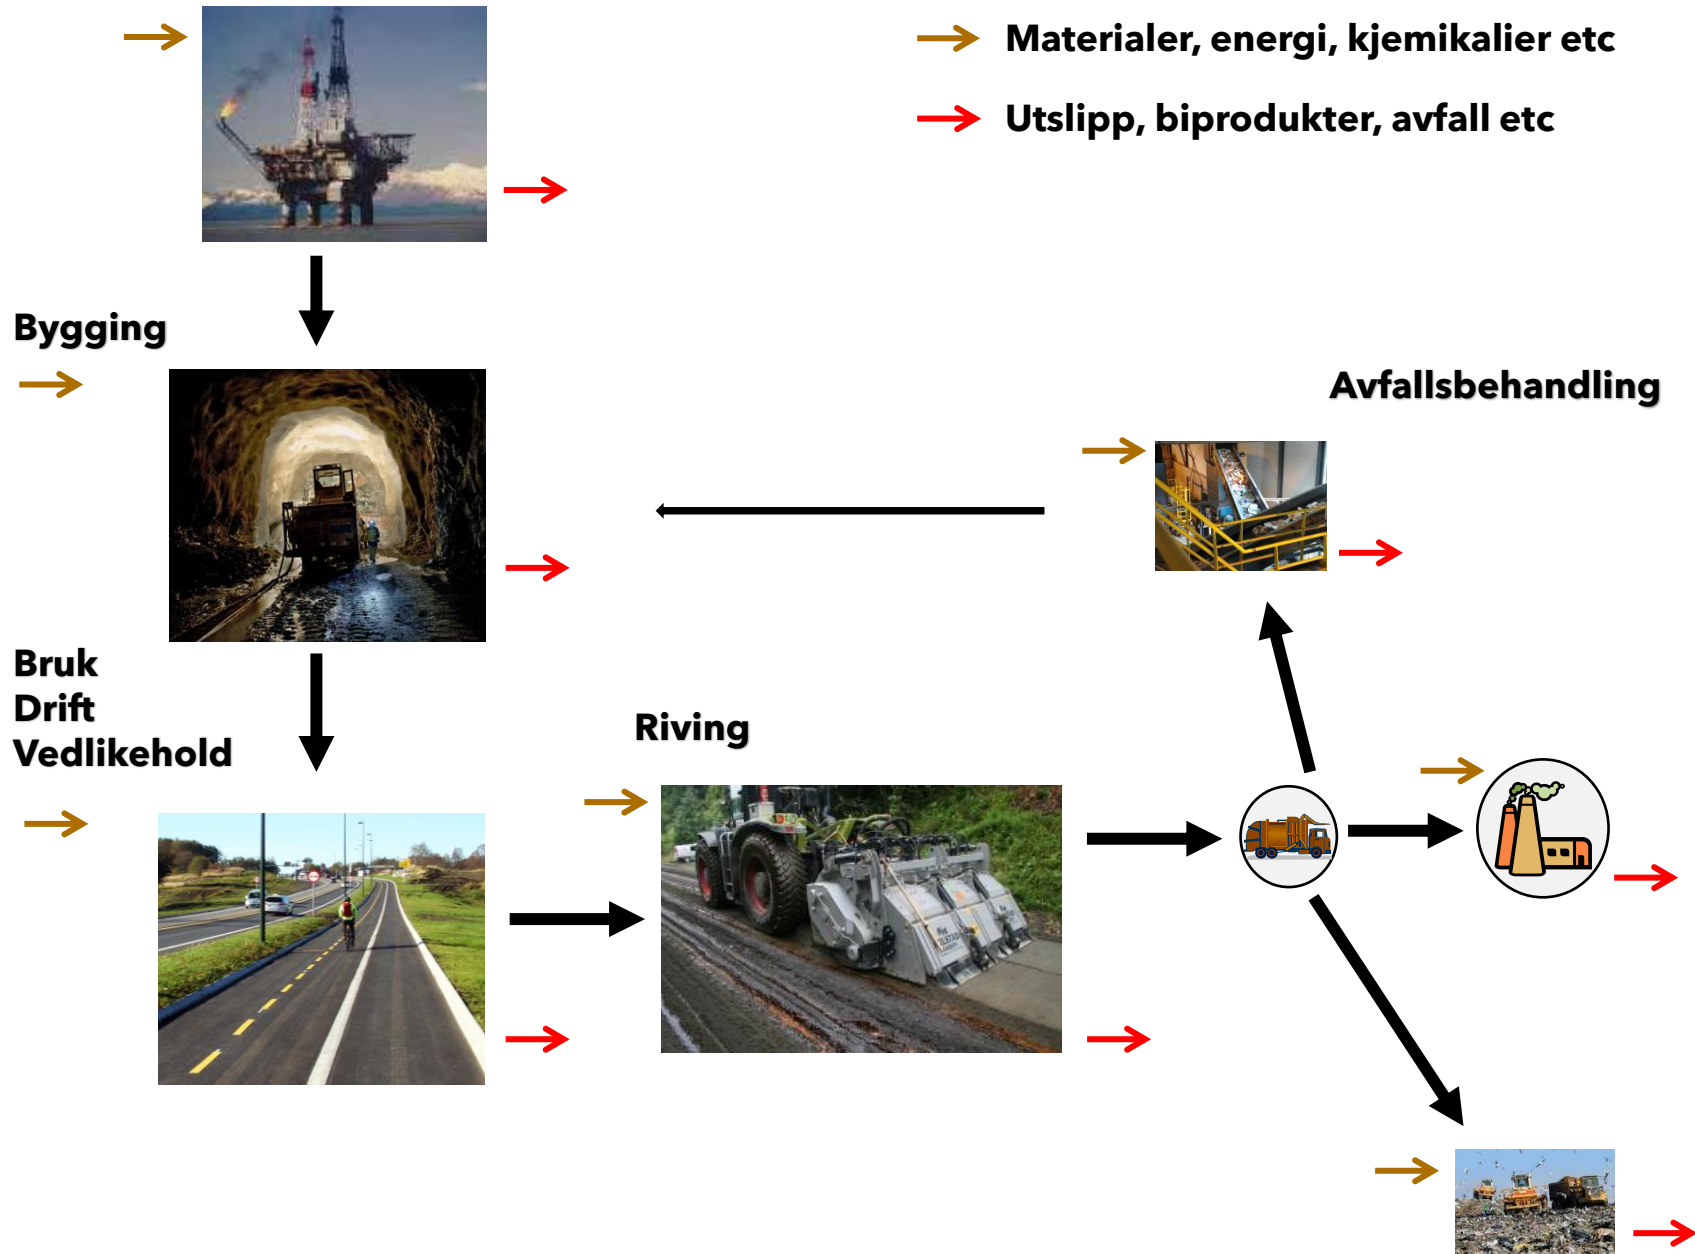 Materialer, energi, kjemikalier etc
Utslipp, biprodukter, avfall etc
Bygging
Avfallsbehandling
Bruk
Drift
Vedlikehold
Riving